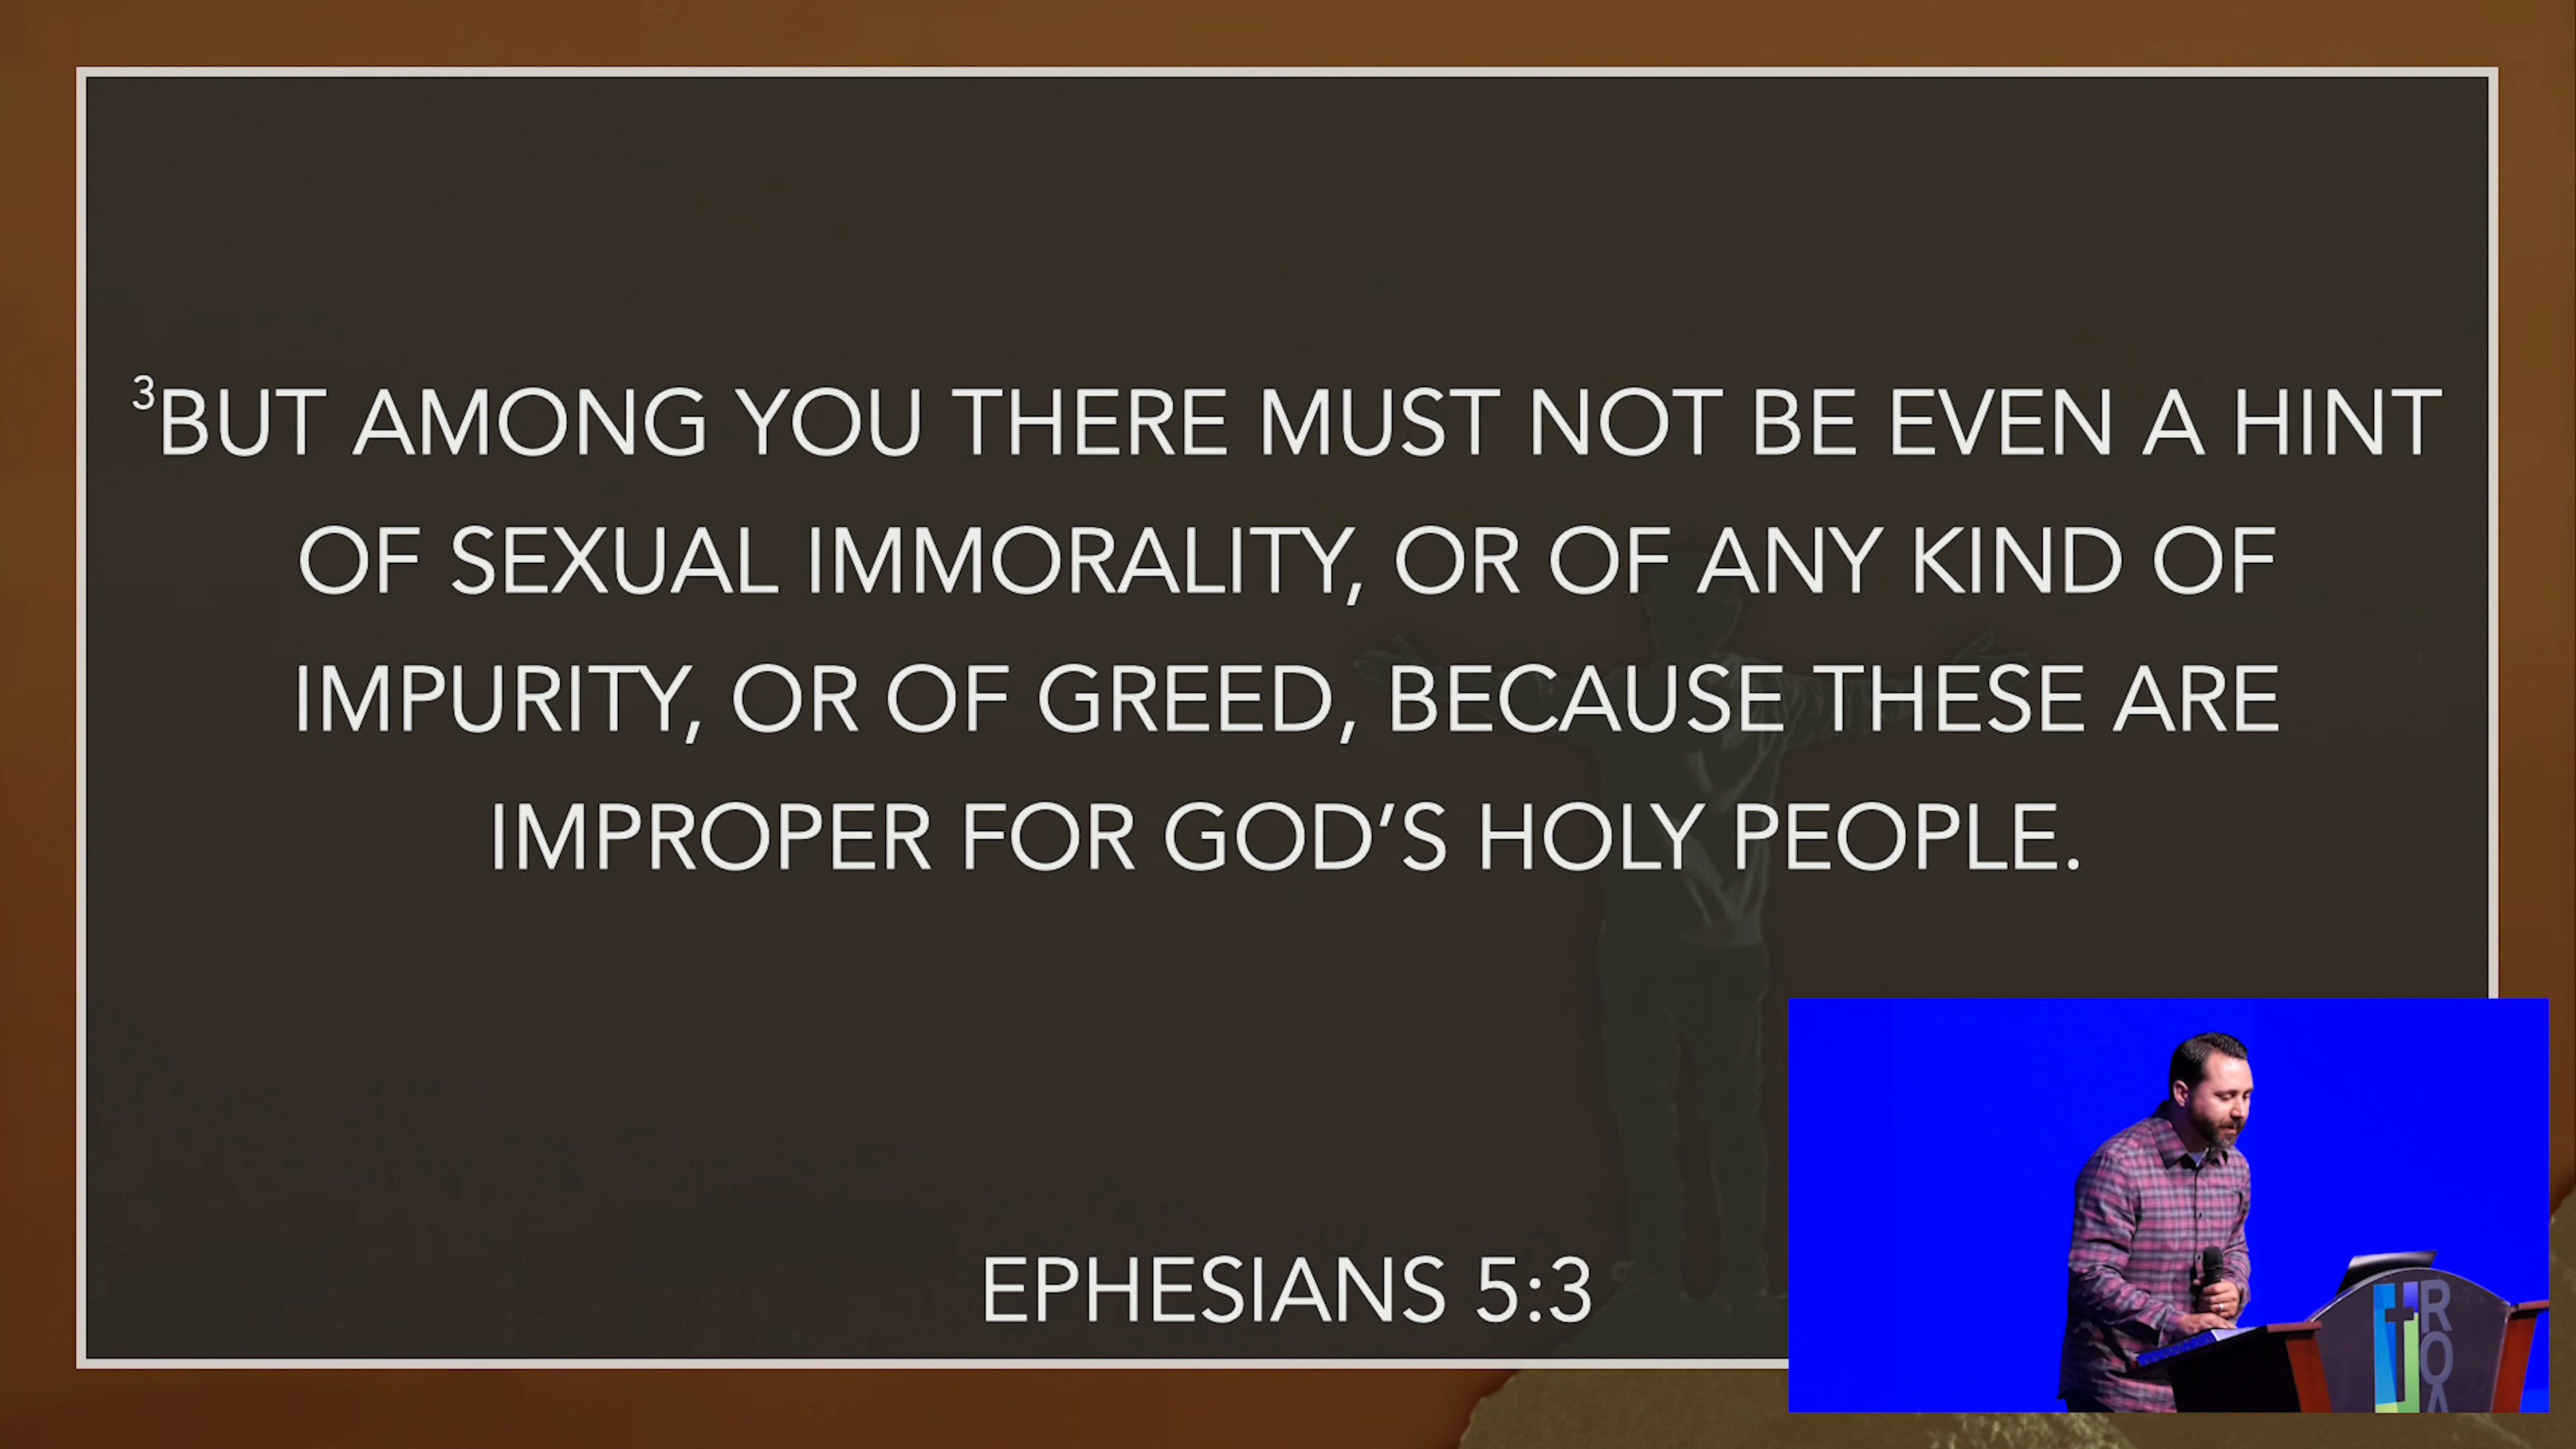 ³BUT AMONG YOU THERE MUST NOT BE EVEN A HINT
OF SEXUAL IMMORALITY, OR OF ANY KIND OF
IMPURITY, OR OF GREED, BECAUSE THESE ARE
IMPROPER FOR GOD’S HOLY PEOPLE.
EPHESIANS 5:3